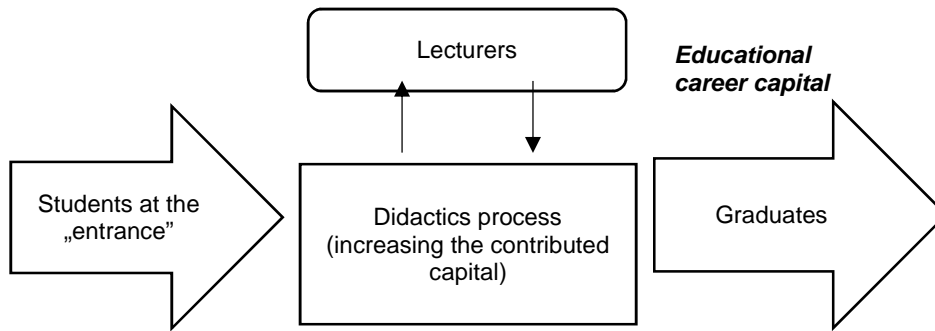 Lecturers
Educational
career capital
Students at the
„entrance”
Didactics process
(increasing the contributed
capital)
Graduates